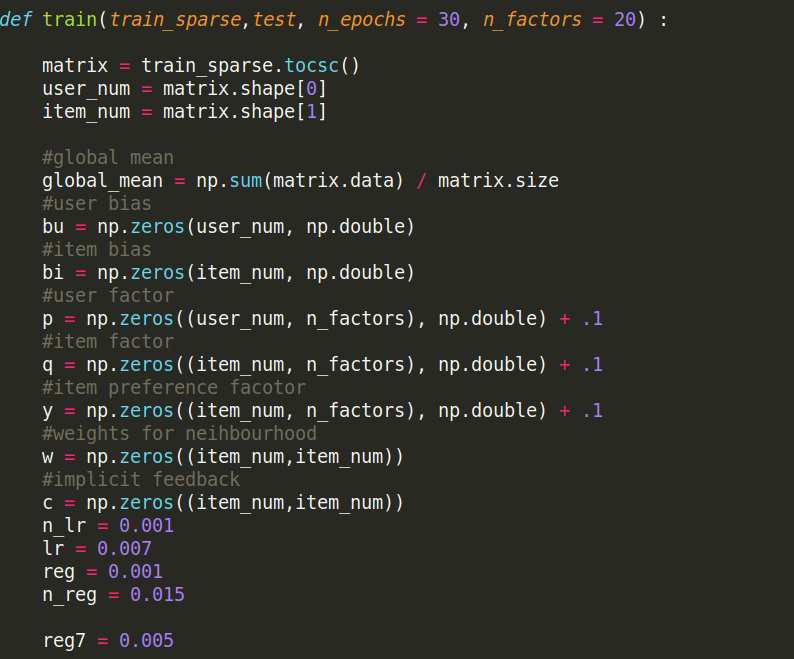 def train(train_sparse,test, n_epochs = 30, n_factors = 20) :
matrix = train_sparse.tocsc()
user_num = matrix.shape[0]
item_num = matrix.shape[1]
#global mean
global_mean = np.sum(matrix.data) / matrix.size
#user bias
bu = np.zeros(user_num, np.double)
#item bias
bi = np.zeros(item_num, np.double)
#user factor
p = np.zeros((user_num, n_factors), np.double) + .1
#item factor
q = np.zeros((item_num, n_factors), np.double) + .1
#item preference facotor
y = np.zeros((item_num, n_factors), np.double) + .1
#weights for neihbourhood
w = np.zeros((item_num,item_num))
#implicit feedback
c = np.zeros((item_num,item_num))
n_lr = 0.001
lr = 0.007
reg = 0.001
n_reg = 0.015
reg7 = 0.005